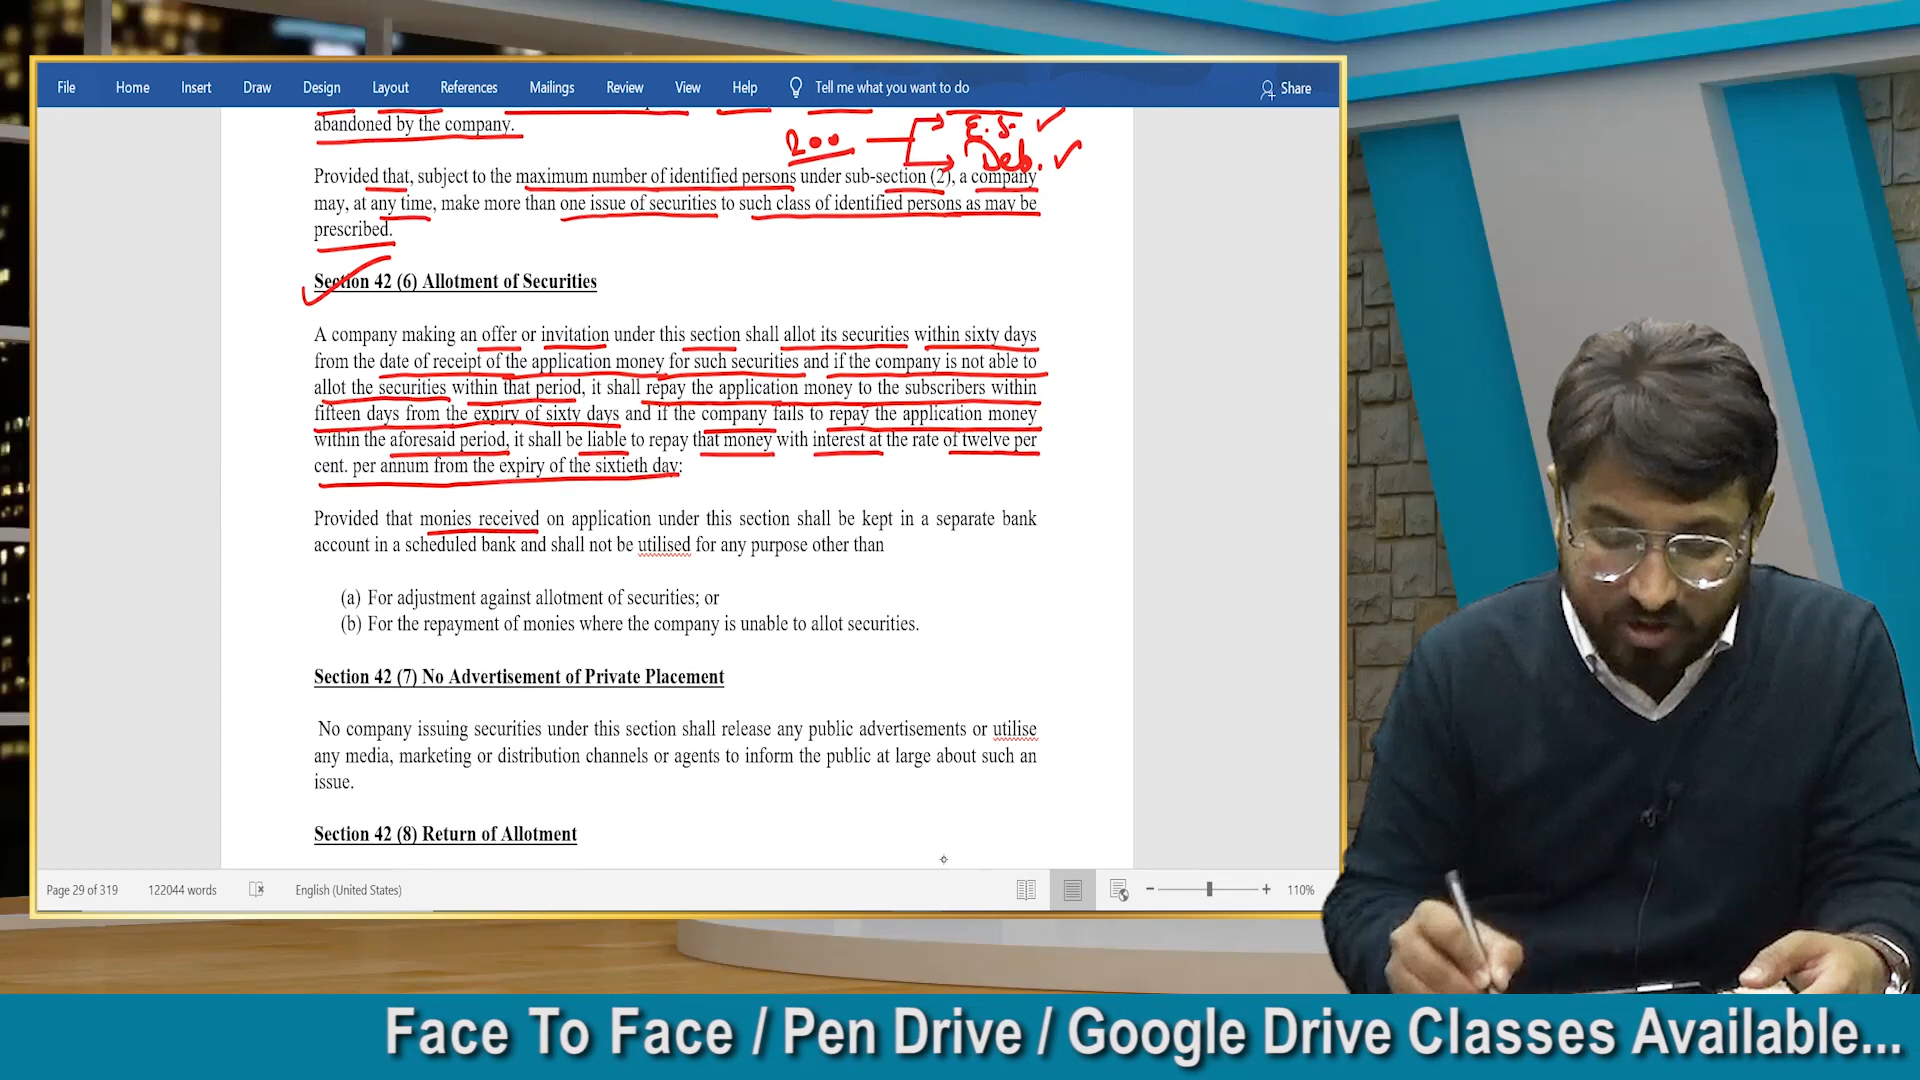 File Home Insert Draw Design Layout References Mailings Review View Help Tell me what you want to do Share
abandoned by the company.
200 E.S.
Deb.
Provided that, subject to the maximum number of identified persons under sub-section (2), a company
may, at any time, make more than one issue of securities to such class of identified persons as may be
prescribed.
Section 42 (6) Allotment of Securities
A company making an offer or invitation under this section shall allot its securities within sixty days
from the date of receipt of the application money for such securities and if the company is not able to
allot the securities within that period, it shall repay the application money to the subscribers within
fifteen days from the expiry of sixty days and if the company fails to repay the application money
within the aforesaid period, it shall be liable to repay that money with interest at the rate of twelve per
cent. per annum from the expiry of the sixtieth day:
Provided that monies received on application under this section shall be kept in a separate bank
account in a scheduled bank and shall not be utilised for any purpose other than
(a) For adjustment against allotment of securities; or
(b) For the repayment of monies where the company is unable to allot securities.
Section 42 (7) No Advertisement of Private Placement
No company issuing securities under this section shall release any public advertisements or utilise
any media, marketing or distribution channels or agents to inform the public at large about such an
issue.
Section 42 (8) Return of Allotment
Page 29 of 319 122044 words English (United States) 110%
Face To Face / Pen Drive / Google Drive Classes Available...